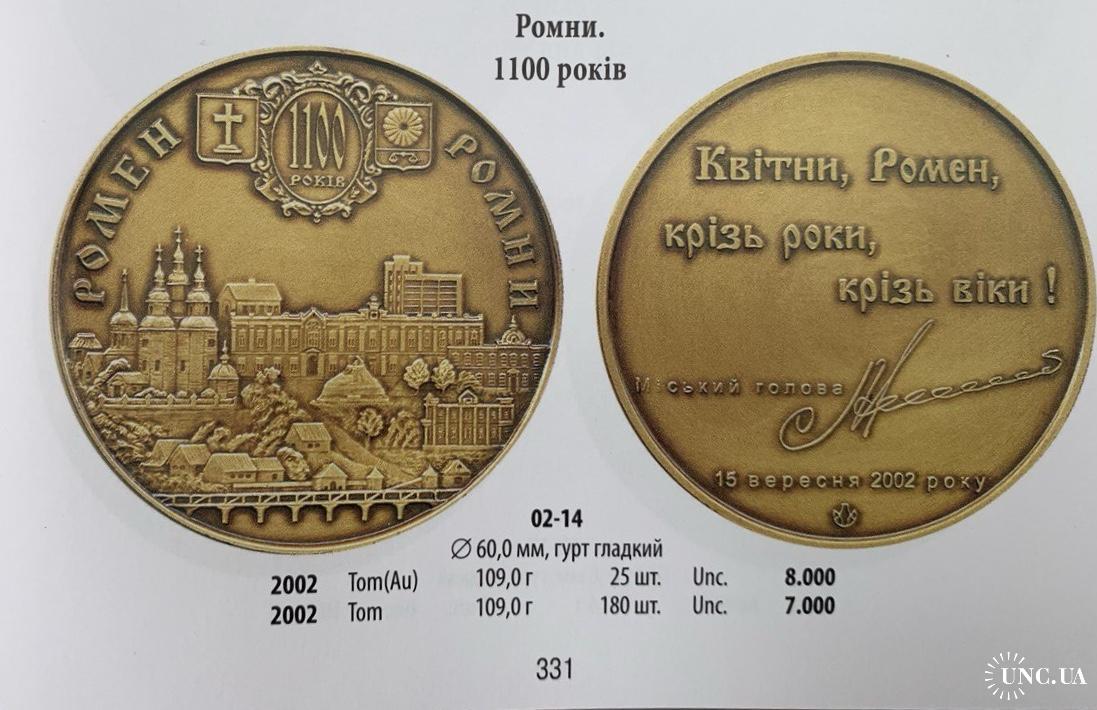 Ромни.
1100 років
РОМЕН
1100
РОКІВ
РОМНИ
Квітни, Ромен,
крізь роки,
крізь віки !
Міський голова
15 вересня 2002 року
02-14
∅ 60,0 мм, гурт гладкий
2002 Tom(Au) 109,0 г 25 шт. Unc. 8.000
2002 Tom 109,0 г 180 шт. Unc. 7.000
331
UNC.UA